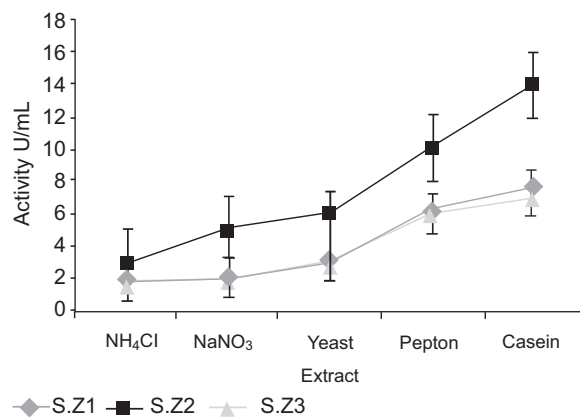 18
16
14
12
10
8
6
4
2
0
Activity U/mL
NH₄Cl NaNO₃ Yeast Pepton Casein
Extract
S.Z1 S.Z2 S.Z3